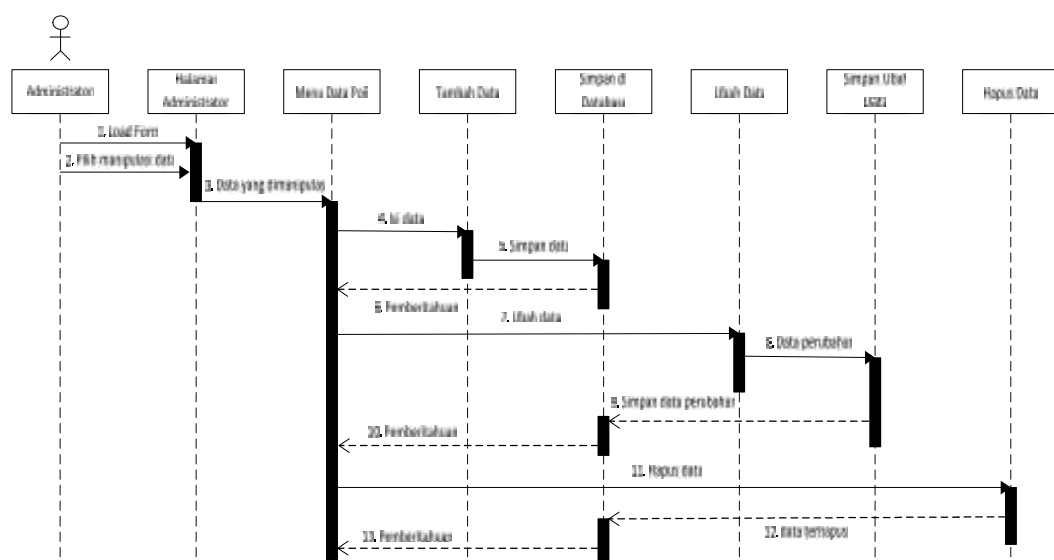 Administrator
Halaman
Administrator
Menu Data Poli
Tambah Data
Simpan di
Database
Ubah Data
Simpan Ubah
Data
Hapus Data
1. Load Form
2. Pilih manipulasi data
3. Data yang dimanipulasi
4. Isi data
5. Simpan data
6. Pemberitahuan
7. Ubah data
8. Data perubahan
9. Simpan data perubahan
10. Pemberitahuan
11. Hapus data
12. data terhapus
13. Pemberitahuan